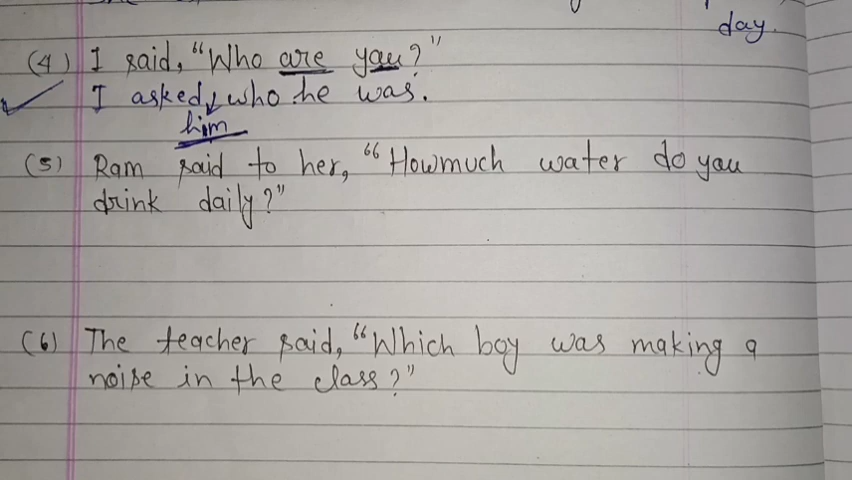 day.
(4) I said, "Who are you?"
I asked, who he was.
him
(5) Ram said to her, "Howmuch water do you
drink daily?"
(6) The teacher said, "Which boy was making a
noise in the class?"